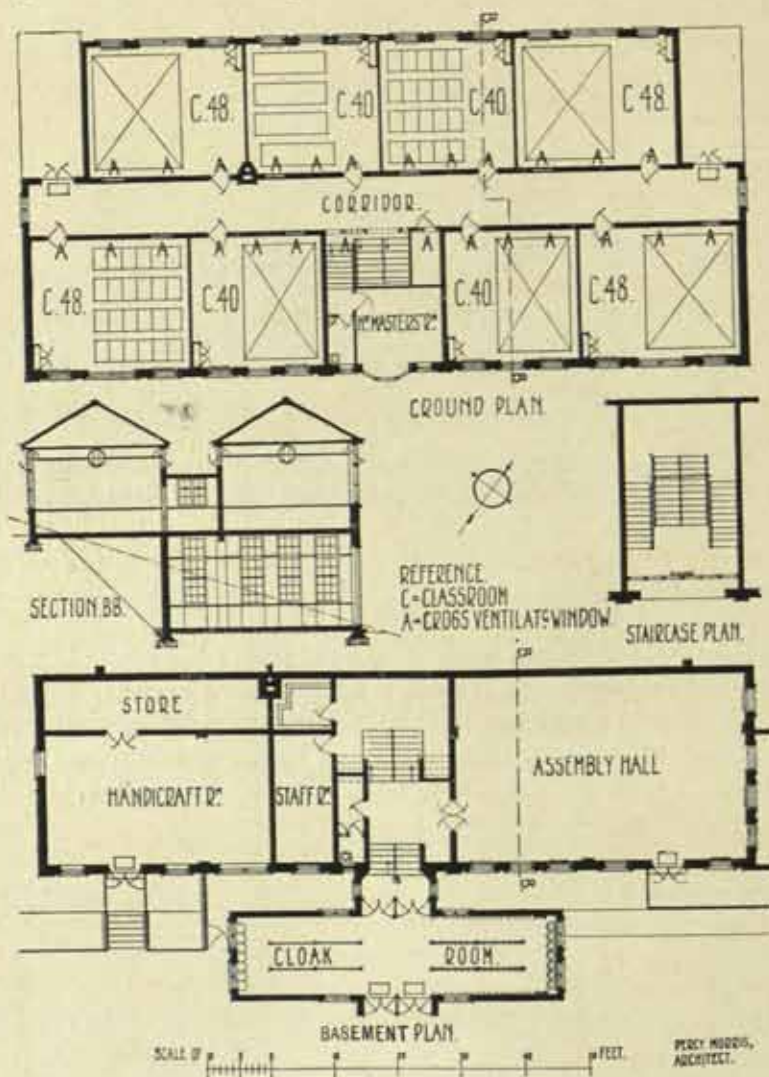 C.48.
C.40
C.40
C.48.
A A A A A A A A A
CORRIDOR.
A A A A A A A A A A
C.48.
C.40
Hd MASTERS' Rm.
C.40.
C.48.
GROUND PLAN.
SECTION. BB.
REFERENCE
C=CLASSROOM
A=CROSS VENTILATG WINDOW.
STAIRCASE PLAN.
STORE
HANDICRAFT Rm.
STAFF Rm.
ASSEMBLY HALL
CLOAK ROOM.
BASEMENT PLAN.
SCALE OF FEET.
PERCY MORRIS,
ARCHITECT.